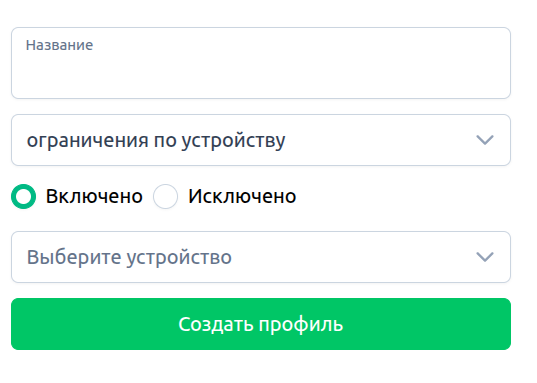 Название
ограничения по устройству
Включено Исключено
Выберите устройство
Создать профиль